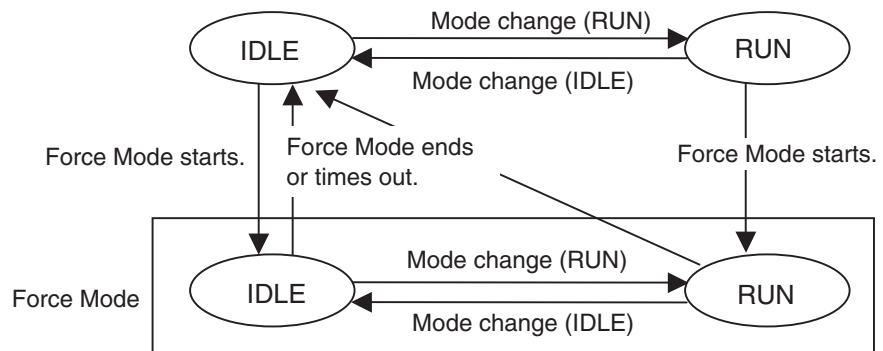 Mode change (RUN)
IDLE
RUN
Mode change (IDLE)
Force Mode starts.
Force Mode ends
or times out.
Force Mode starts.
Mode change (RUN)
Force Mode
IDLE
RUN
Mode change (IDLE)